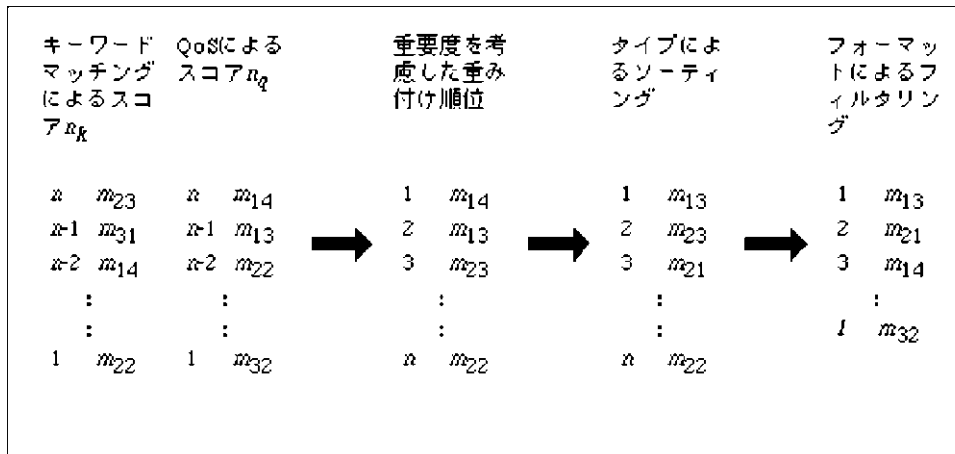 キーワード
マッチング
によるスコ
アnk
QoSによる
スコアnq
重要度を考
慮した重み
付け順位
タイプによ
るソーティ
ング
フォーマッ
トによるフ
ィルタリン
グ
n m23 n m14 1 m14 1 m13 1 m13
n-1 m31 n-1 m13 2 m13 2 m23 2 m21
n-2 m14 n-2 m22 3 m23 3 m21 3 m14
: : : : :
: : : :
l m32
1 m22 1 m32 n m22 n m22